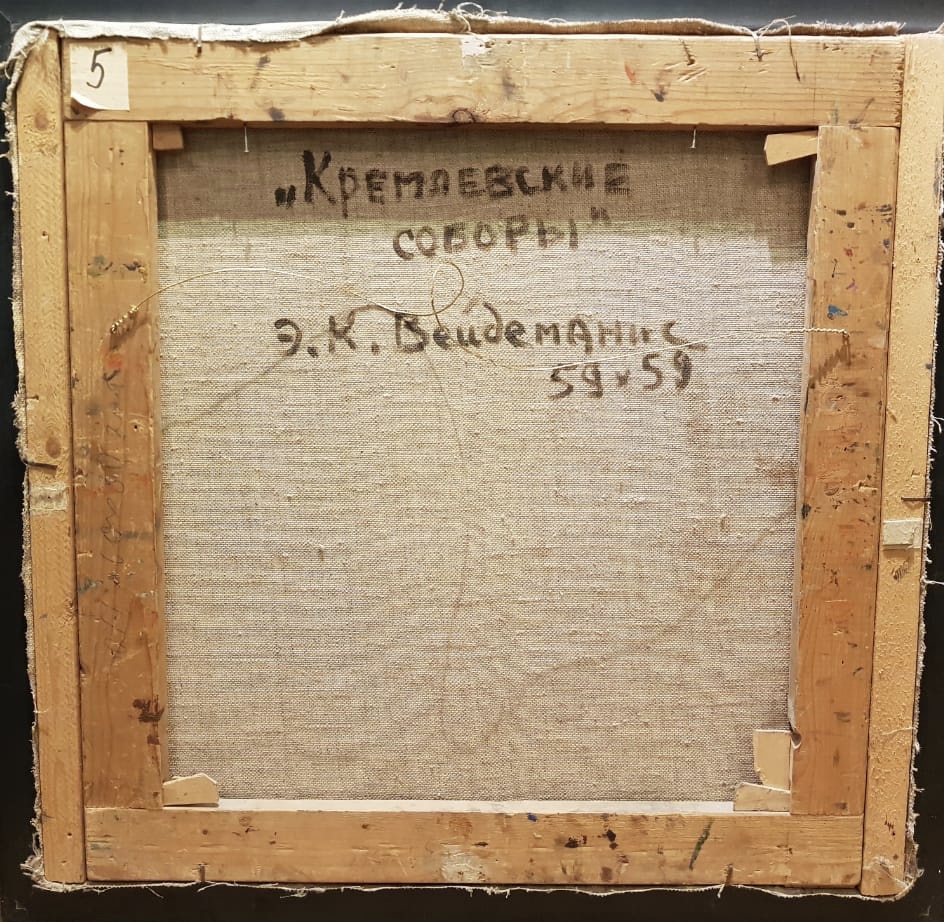 5
„Кремлевские
соборы"
Э.К. Вейдеманис
59x59